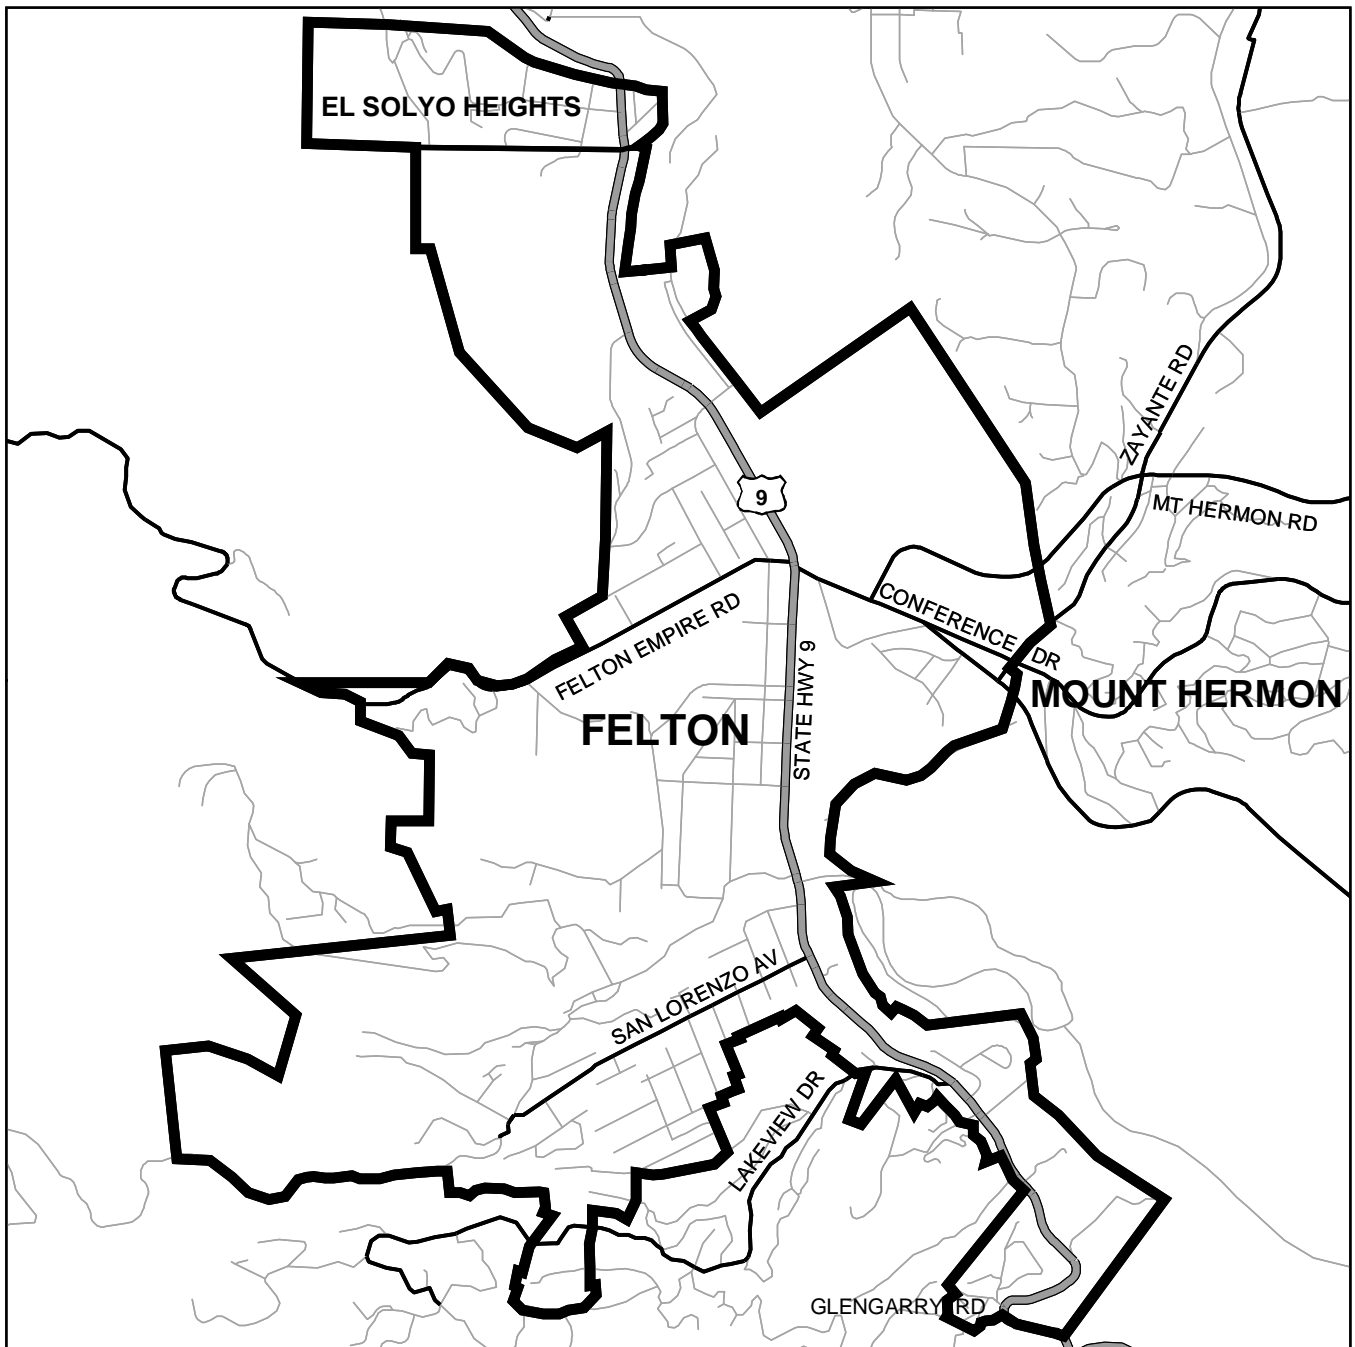 EL SOLYO HEIGHTS
ZAYANTE RD
9
MT HERMON RD
CONFERENCE DR
FELTON EMPIRE RD
STATE HWY 9
MOUNT HERMON
FELTON
SAN LORENZO AV
LAKEVIEW DR
GLENGARRY RD